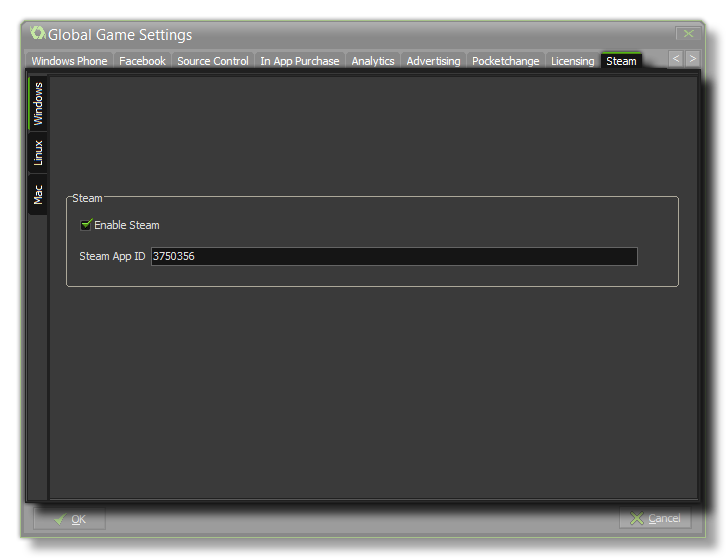 Global Game Settings
Windows Phone Facebook Source Control In App Purchase Analytics Advertising Pocketchange Licensing Steam < >
Windows
Linux
Mac
Steam
Enable Steam
Steam App ID 3750356
OK Cancel